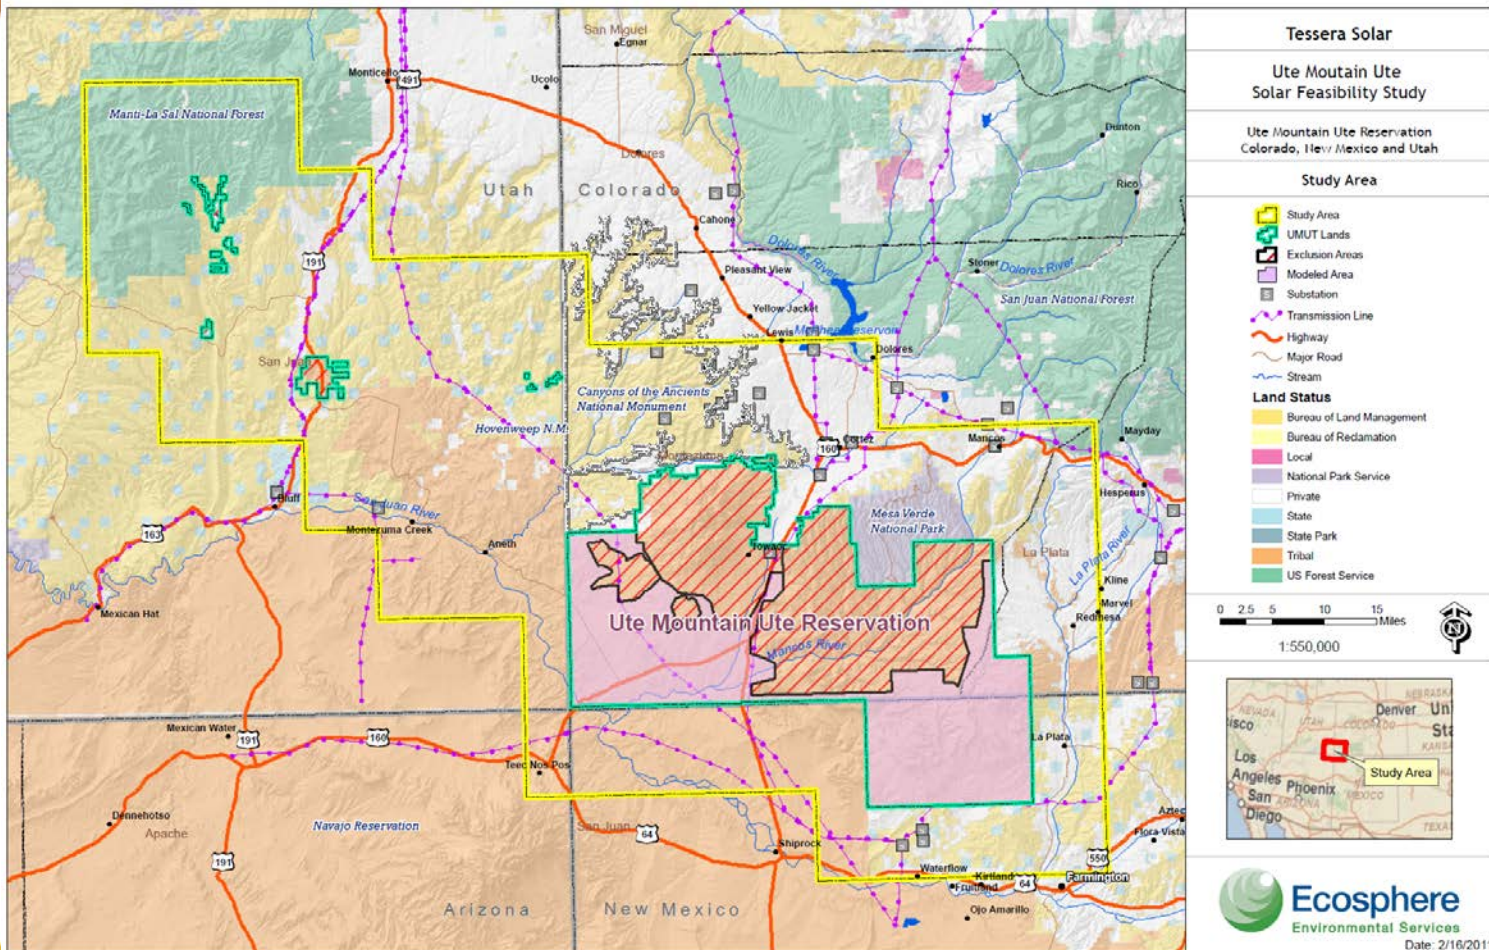 San Miguel
Egnar
Monticello
491
Ucolo
Manti-La Sal National Forest
Dunton
Dolores
Utah
Colorado
Rico
Cahone
Dolores River
191
Stoner
Dolores River
Pleasant View
San Juan National Forest
Yellow Jacket
Lewis
Dolores
San Juan
Canyons of the Ancients
National Monument
Hovenweep N.M.
160
Cortez
Mancos
Mayday
Montezuma
Hesperus
Bluff
San Juan River
Mesa Verde
National Park
163
Montezuma Creek
Aneth
Towaoc
La Plata
La Plata River
Kline
Mexican Hat
Marvel
Redmesa
Ute Mountain Ute Reservation
Mancos River
Mexican Water
191
160
La Plata
Teec Nos Pos
Dennehotso
Apache
Navajo Reservation
San Juan
64
Aztec
Flora Vista
Shiprock
191
550
Waterflow
Kirtland
Fruitland
64
Farmington
Arizona
New Mexico
Ojo Amarillo
Tessera Solar
Ute Moutain Ute
Solar Feasibility Study
Ute Mountain Ute Reservation
Colorado, New Mexico and Utah
Study Area
Study Area
UMUT Lands
Exclusion Areas
Modeled Area
S Substation
Transmission Line
Highway
Major Road
Stream
Land Status
Bureau of Land Management
Bureau of Reclamation
Local
National Park Service
Private
State
State Park
Tribal
US Forest Service
0 2.5 5 10 15
Miles
N
1:550,000
NEBRASKA
NEVADA
Denver
UTAH
COLORADO
Los
Angeles
Phoenix
Study Area
San
ARIZONA
MEXICO
Diego
Ecosphere
Environmental Services